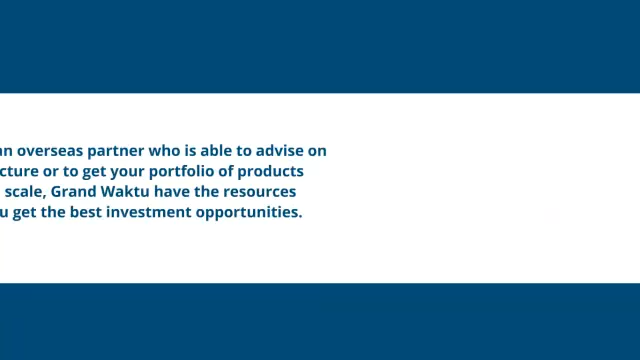 an overseas partner who is able to advise on
cture or to get your portfolio of products
scale, Grand Waktu have the resources
u get the best investment opportunities.